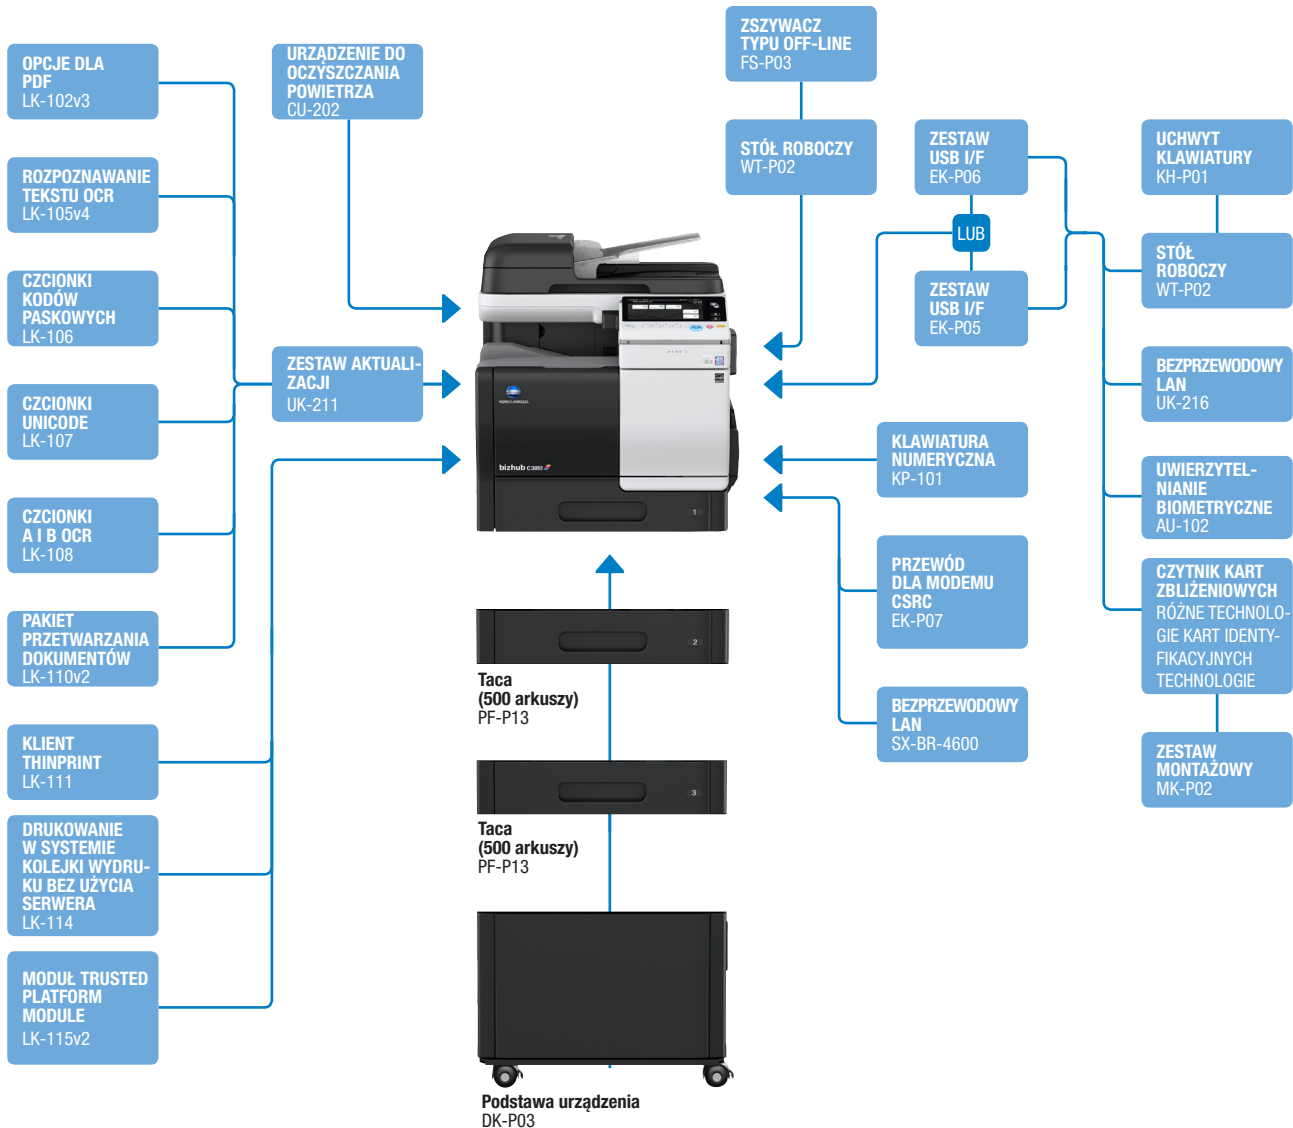 OPCJE DLA
PDF
LK-102v3
ROZPOZNAWANIE
TEKSTU OCR
LK-105v4
CZCIONKI
KODÓW
PASKOWYCH
LK-106
CZCIONKI
UNICODE
LK-107
CZCIONKI
A I B OCR
LK-108
PAKIET
PRZETWARZANIA
DOKUMENTÓW
LK-110v2
KLIENT
THINPRINT
LK-111
DRUKOWANIE
W SYSTEMIE
KOLEJKI WYDRU-
KU BEZ UŻYCIA
SERWERA
LK-114
MODUŁ TRUSTED
PLATFORM
MODULE
LK-115v2
URZĄDZENIE DO
OCZYSZCZANIA
POWIETRZA
CU-202
ZESTAW AKTUALI-
ZACJI
UK-211
KONICA MINOLTA
bizhub C3851
1
2
Taca
(500 arkuszy)
PF-P13
3
Taca
(500 arkuszy)
PF-P13
Podstawa urządzenia
DK-P03
ZSZYWACZ
TYPU OFF-LINE
FS-P03
STÓŁ ROBOCZY
WT-P02
ZESTAW
USB I/F
EK-P06
LUB
ZESTAW
USB I/F
EK-P05
KLAWIATURA
NUMERYCZNA
KP-101
PRZEWÓD
DLA MODEMU
CSRC
EK-P07
BEZPRZEWODOWY
LAN
SX-BR-4600
UCHWYT
KLAWIATURY
KH-P01
STÓŁ
ROBOCZY
WT-P02
BEZPRZEWODOWY
LAN
UK-216
UWIERZYTEL-
NIANIE
BIOMETRYCZNE
AU-102
CZYTNIK KART
ZBLIŻENIOWYCH
RÓŻNE TECHNOLO-
GIE KART IDENTY-
FIKACYJNYCH
TECHNOLOGIE
ZESTAW
MONTAŻOWY
MK-P02